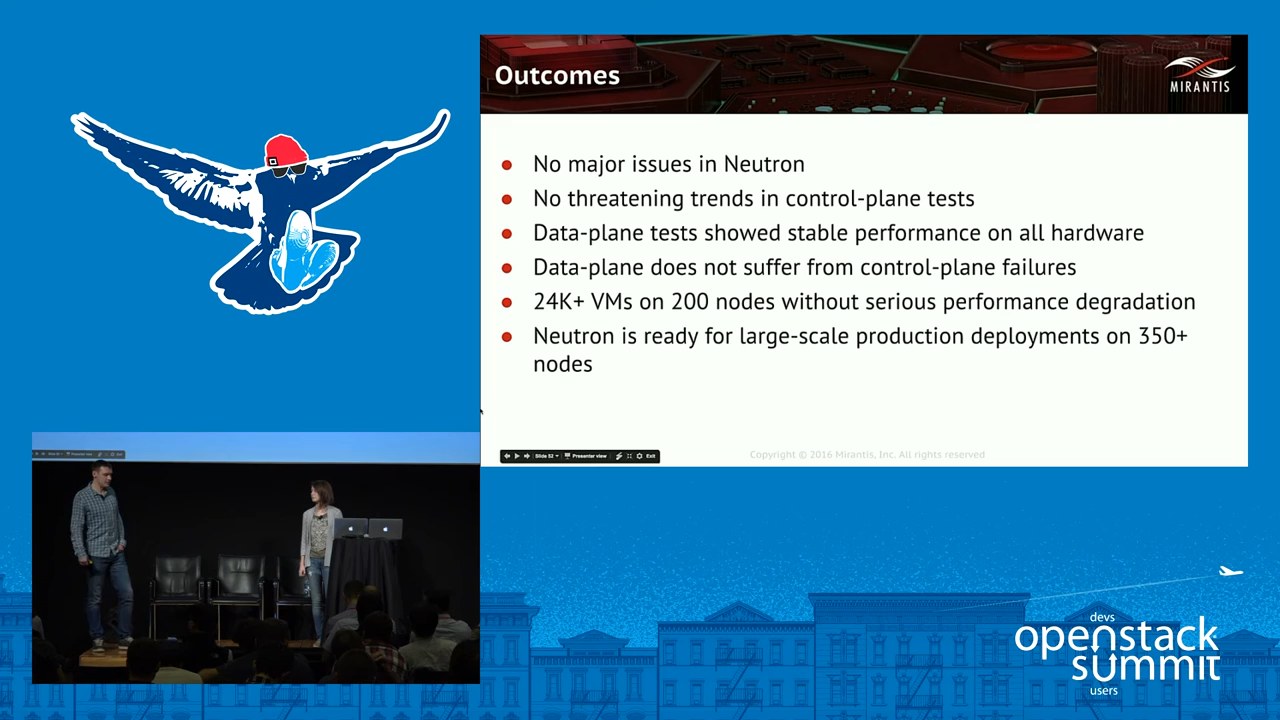 Outcomes
MIRANTIS
No major issues in Neutron
No threatening trends in control-plane tests
Data-plane tests showed stable performance on all hardware
Data-plane does not suffer from control-plane failures
24K+ VMs on 200 nodes without serious performance degradation
Neutron is ready for large-scale production deployments on 350+
nodes
Slide 52
Presenter view
Exit
Copyright © 2016 Mirantis, Inc. All rights reserved
devs
openstack
summit
users